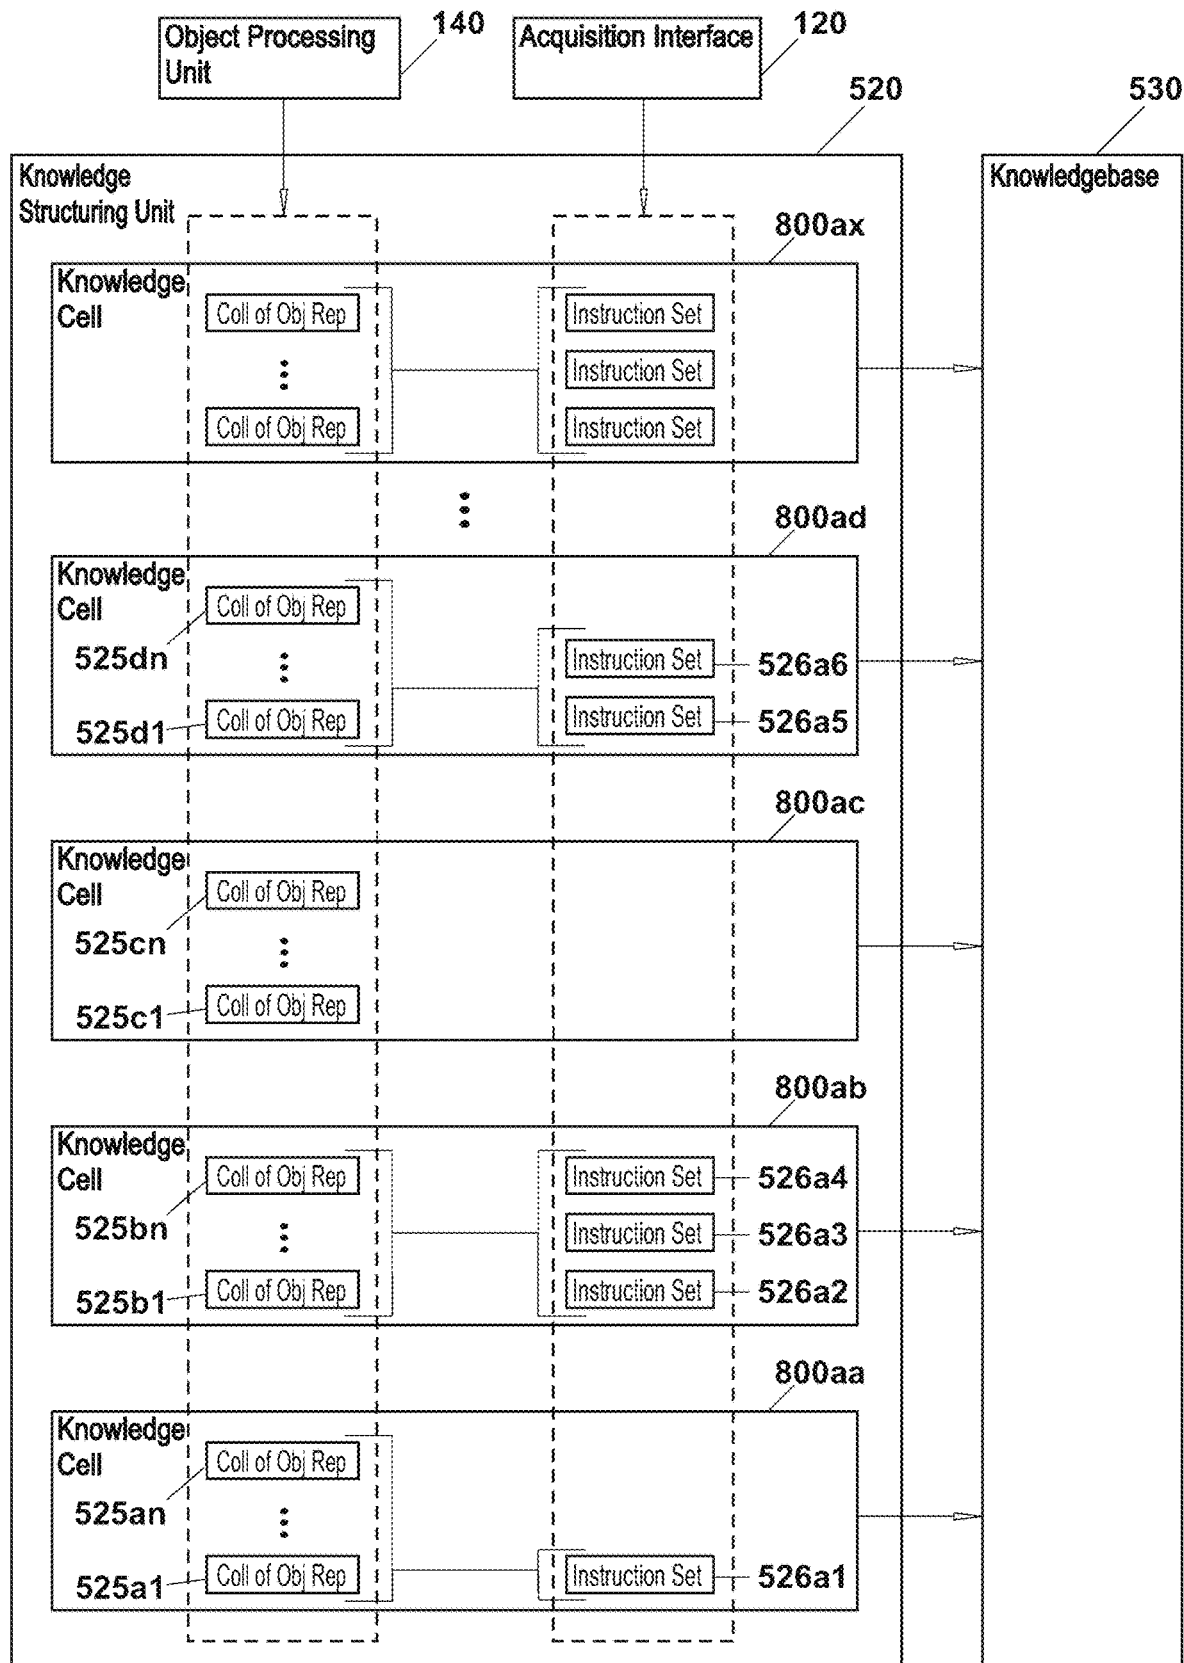 Object Processing
Unit
140
Acquisition Interface
120
520
530
Knowledge
Structuring Unit
Knowledgebase
800ax
Knowledge
Cell
Coll of Obj Rep
Coll of Obj Rep
Instruction Set
Instruction Set
Instruction Set
800ad
Knowledge
Cell
Coll of Obj Rep
525dn
Coll of Obj Rep
525d1
Instruction Set
526a6
Instruction Set
526a5
800ac
Knowledge
Cell
Coll of Obj Rep
525cn
Coll of Obj Rep
525c1
800ab
Knowledge
Cell
Coll of Obj Rep
525bn
Coll of Obj Rep
525b1
Instruction Set
526a4
Instruction Set
526a3
Instruction Set
526a2
800aa
Knowledge
Cell
Coll of Obj Rep
525an
Coll of Obj Rep
525a1
Instruction Set
526a1